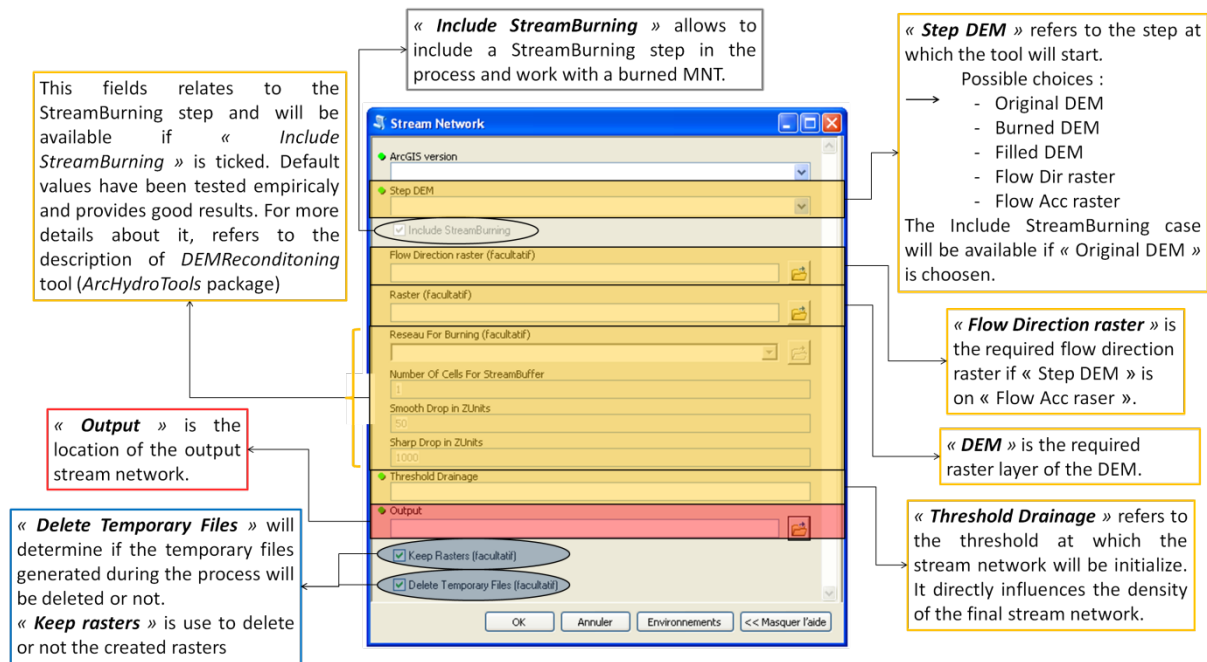 « Include StreamBurning » allows to
include a StreamBurning step in the
process and work with a burned MNT.
This fields relates to the
StreamBurning step and will be
available if « Include
StreamBurning » is ticked. Default
values have been tested empiricaly
and provides good results. For more
details about it, refers to the
description of DEMReconditoning
tool (ArcHydroTools package)
« Output » is the
location of the output
stream network.
« Delete Temporary Files » will
determine if the temporary files
generated during the process will
be deleted or not.
« Keep rasters » is use to delete
or not the created rasters
Stream Network
ArcGIS version
Step DEM
Include StreamBurning
Flow Direction raster (facultatif)
Raster (facultatif)
Reseau For Burning (facultatif)
Number Of Cells For StreamBuffer
1
Smooth Drop in ZUnits
50
Sharp Drop in ZUnits
1000
Threshold Drainage
Output
Keep Rasters (facultatif)
Delete Temporary Files (facultatif)
OK Annuler Environnements << Masquer l'aide
« Step DEM » refers to the step at
which the tool will start.
Possible choices :
- Original DEM
- Burned DEM
- Filled DEM
- Flow Dir raster
- Flow Acc raster
The Include StreamBurning case
will be available if « Original DEM »
is choosen.
« Flow Direction raster » is
the required flow direction
raster if « Step DEM » is
on « Flow Acc raser ».
« DEM » is the required
raster layer of the DEM.
« Threshold Drainage » refers to
the threshold at which the
stream network will be initialize.
It directly influences the density
of the final stream network.